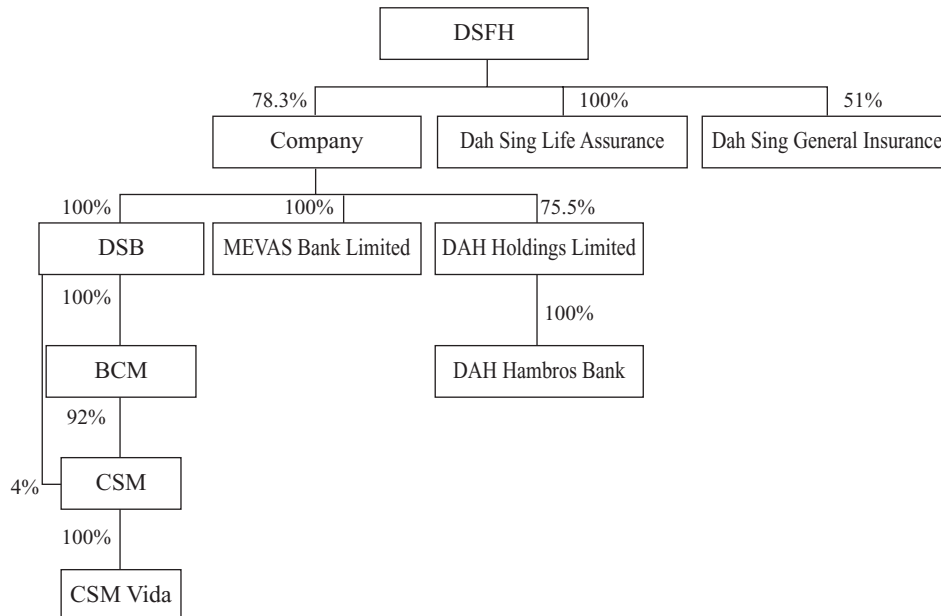 DSFH
78.3%
100%
51%
Company
Dah Sing Life Assurance
Dah Sing General Insurance
100%
100%
75.5%
DSB
MEVAS Bank Limited
DAH Holdings Limited
100%
100%
BCM
DAH Hambros Bank
92%
4%
CSM
100%
CSM Vida